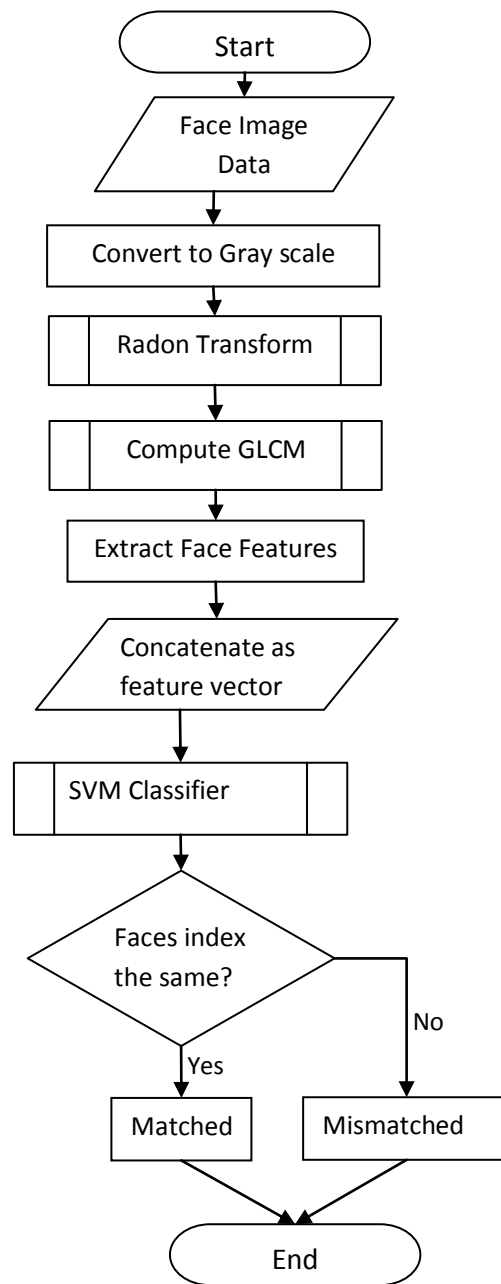 Start
Face Image
Data
Convert to Gray scale
Radon Transform
Compute GLCM
Extract Face Features
Concatenate as
feature vector
SVM Classifier
Faces index
the same?
No
Yes
Matched
Mismatched
End